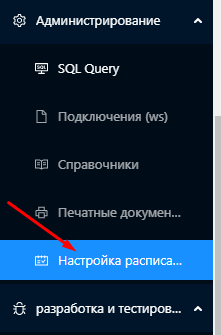 Администрирование
SQL Query
Подключения (ws)
Справочники
Печатные докумен...
Настройка расписа...
разработка и тестиров...